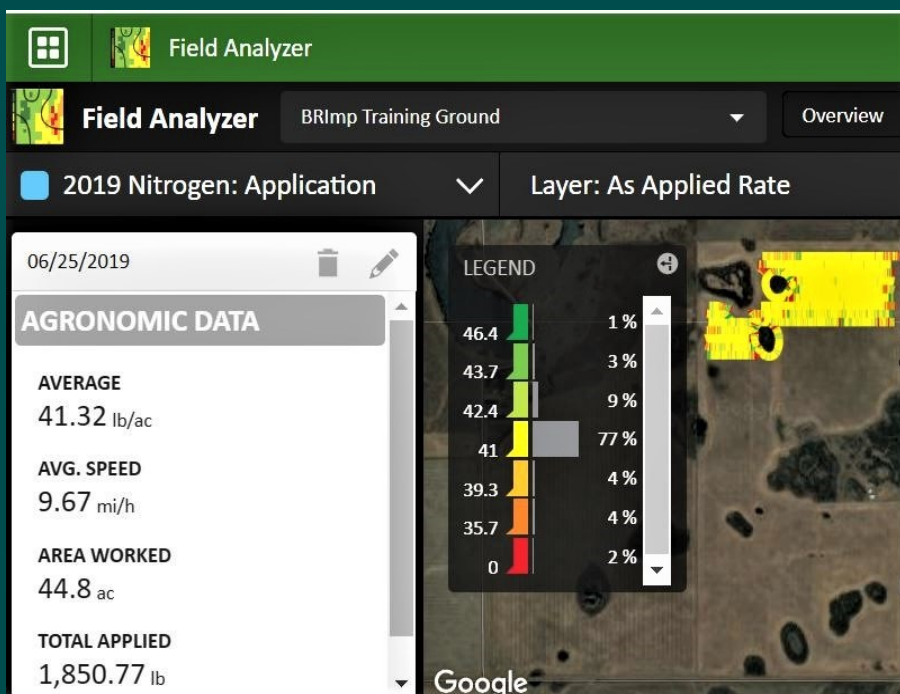 Field Analyzer
Field Analyzer
BRImp Training Ground
Overview
2019 Nitrogen: Application
Layer: As Applied Rate
06/25/2019
AGRONOMIC DATA
AVERAGE
41.32 lb/ac
AVG. SPEED
9.67 mi/h
AREA WORKED
44.8 ac
TOTAL APPLIED
1,850.77 lb
LEGEND
46.4 1 %
43.7 3 %
42.4 9 %
41 77 %
39.3 4 %
35.7 4 %
0 2 %
Google